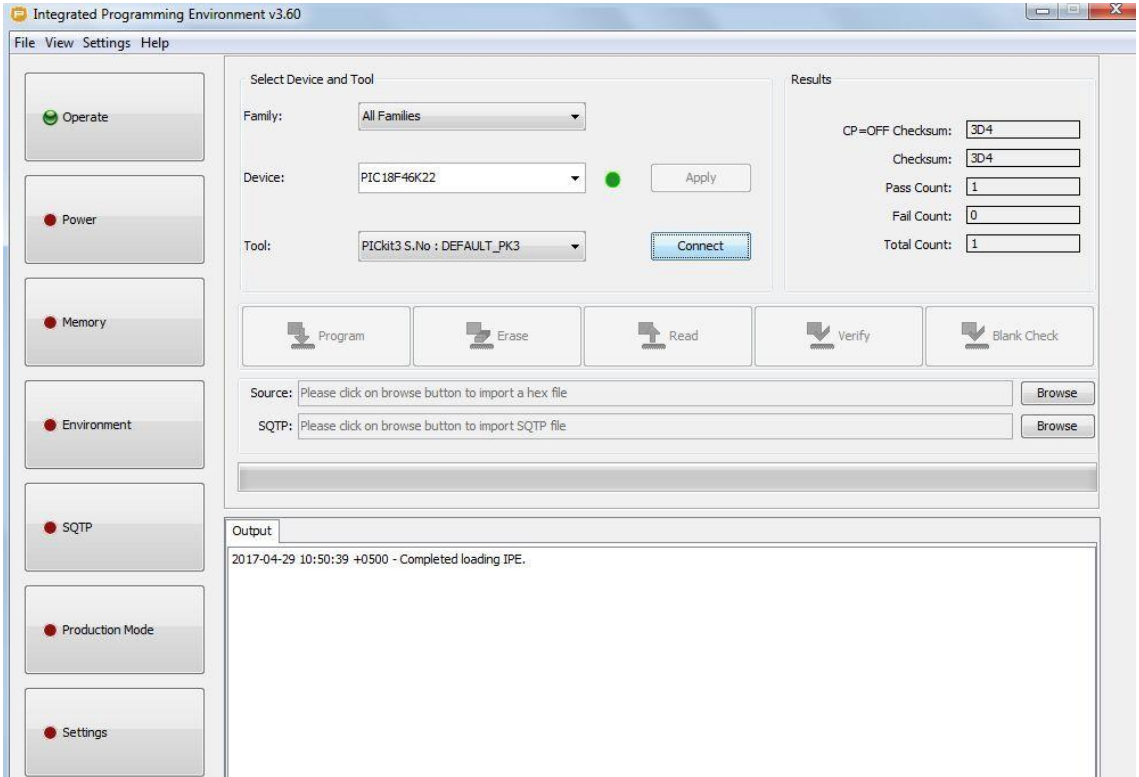 Integrated Programming Environment v3.60
File View Settings Help
Operate
Power
Memory
Environment
SQTP
Production Mode
Settings
Select Device and Tool
Family: All Families
Device: PIC18F46K22 Apply
Tool: PICkit3 S.No : DEFAULT_PK3 Connect
Results
CP=OFF Checksum: 3D4
Checksum: 3D4
Pass Count: 1
Fail Count: 0
Total Count: 1
Program Erase Read Verify Blank Check
Source: Please click on browse button to import a hex file Browse
SQTP: Please click on browse button to import SQTP file Browse
Output
2017-04-29 10:50:39 +0500 - Completed loading IPE.